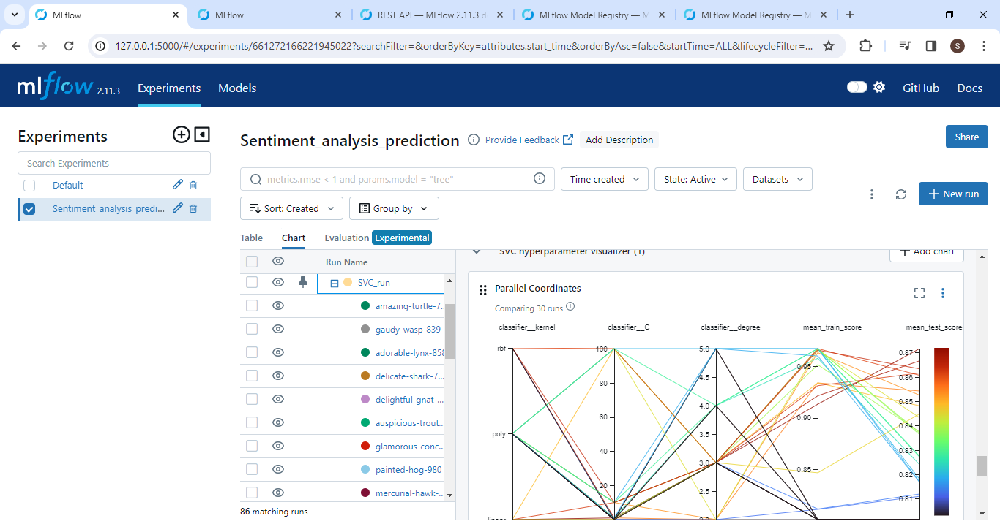 MLflow
MLflow
REST API — MLflow 2.11.3 d
MLflow Model Registry — M
MLflow Model Registry — M
127.0.0.1:5000/#/experiments/661272166221945022?searchFilter=&orderByKey=attributes.start_time&orderByAsc=false&startTime=ALL&lifecycleFilter=...
S
mlflow 2.11.3
Experiments
Models
GitHub
Docs
Experiments
Search Experiments
Default
Sentiment_analysis_predi...
Sentiment_analysis_prediction
Provide Feedback
Add Description
Share
metrics.rmse < 1 and params.model = "tree"
Time created
State: Active
Datasets
New run
Sort: Created
Group by
Table
Chart
Evaluation
Experimental
Run Name
SVC_run
amazing-turtle-7..
gaudy-wasp-839
adorable-lynx-858
delicate-shark-7...
delightful-gnat-...
auspicious-trout...
glamorous-conc...
painted-hog-980
mercurial-hawk-...
86 matching runs
SVC hyperparameter visualizer (1)
Add chart
Parallel Coordinates
Comparing 30 runs
classifier__kernel
classifier__C
classifier__degree
mean_train_score
mean_test_score
rbf
poly
linear
100
80
60
40
20
5.0
4.5
4.0
3.5
3.0
2.5
2.0
0.95
0.90
0.85
0.87
0.86
0.85
0.84
0.83
0.82
0.81